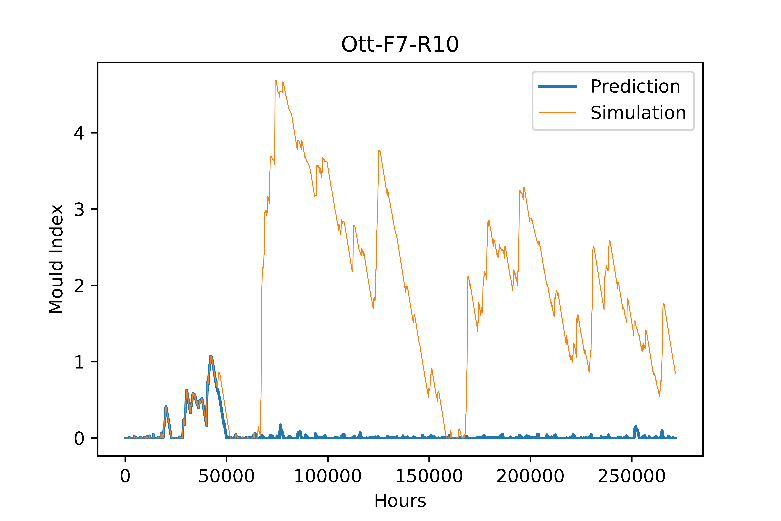 Ott-F7-R10
Prediction
Simulation
Mould Index
4
3
2
1
0
0 50000 100000 150000 200000 250000
Hours